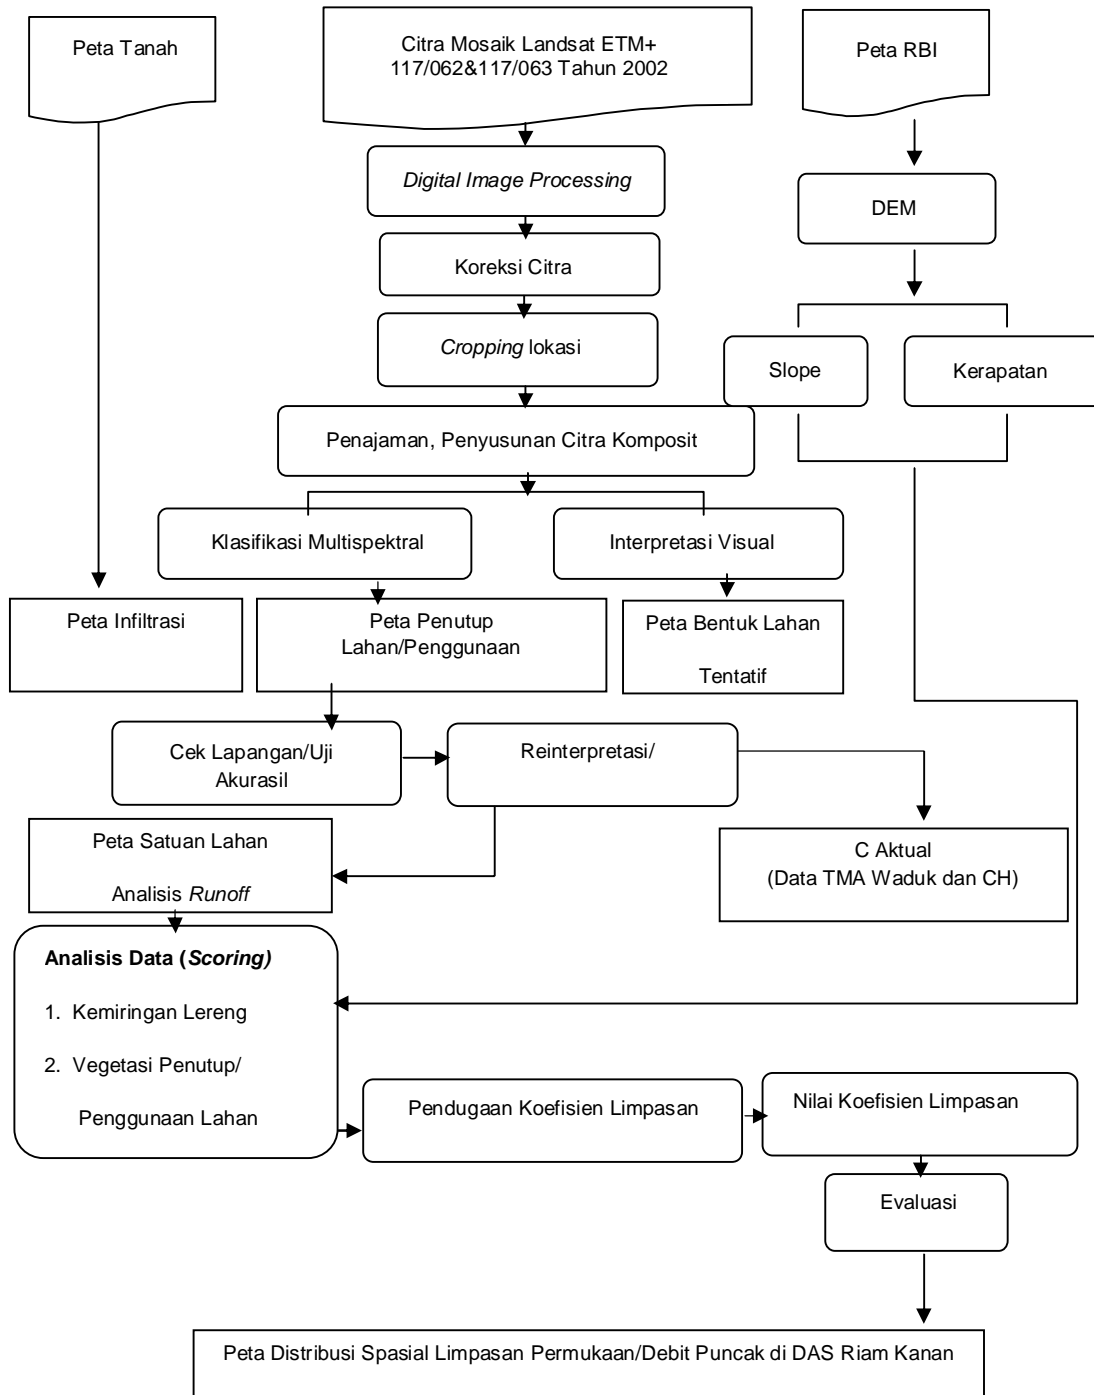 Peta Tanah
Citra Mosaik Landsat ETM+
117/062&117/063 Tahun 2002
Peta RBI
Digital Image Processing
DEM
Koreksi Citra
Cropping lokasi
Slope
Kerapatan
Penajaman, Penyusunan Citra Komposit
Klasifikasi Multispektral
Interpretasi Visual
Peta Infiltrasi
Peta Penutup
Lahan/Penggunaan
Peta Bentuk Lahan
Tentatif
Cek Lapangan/Uji
Akurasil
Reinterpretasi/
Peta Satuan Lahan
Analisis Runoff
C Aktual
(Data TMA Waduk dan CH)
Analisis Data (Scoring)
1. Kemiringan Lereng
2. Vegetasi Penutup/
Penggunaan Lahan
Pendugaan Koefisien Limpasan
Nilai Koefisien Limpasan
Evaluasi
Peta Distribusi Spasial Limpasan Permukaan/Debit Puncak di DAS Riam Kanan